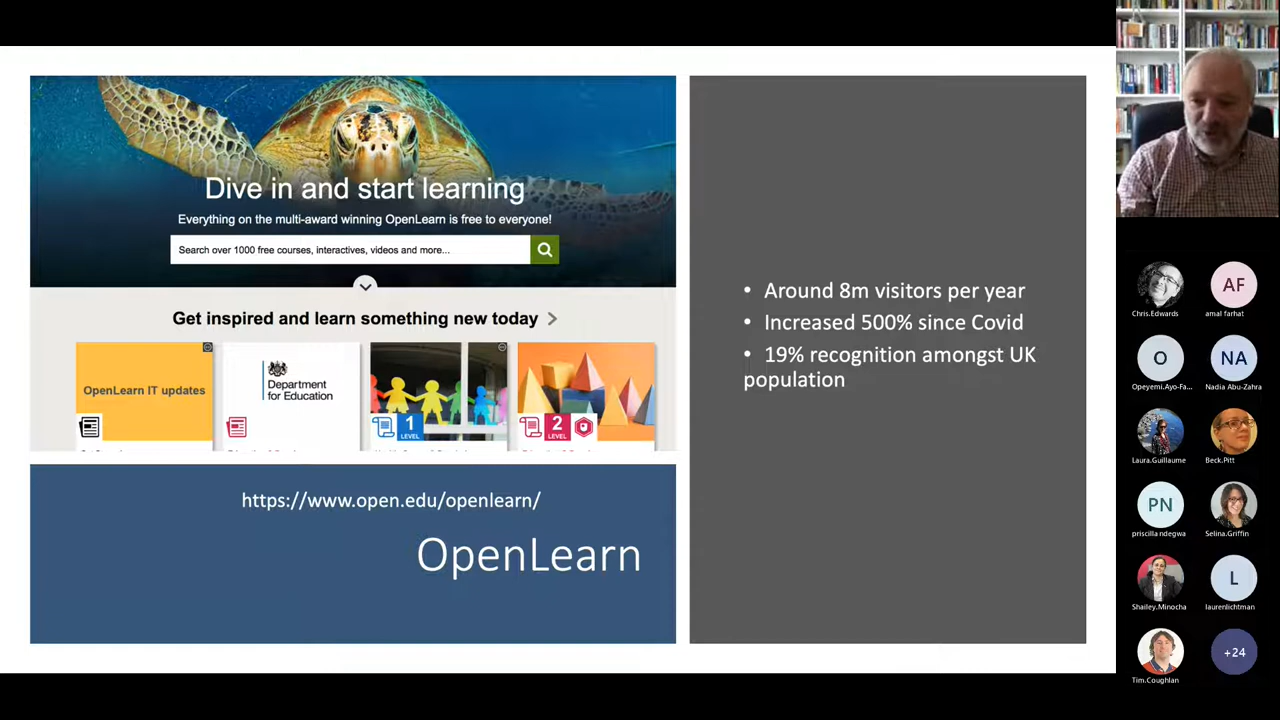 Dive in and start learning
Everything on the multi-award winning OpenLearn is free to everyone!
Search over 1000 free courses, interactives, videos and more...
Get inspired and learn something new today
OpenLearn IT updates
Department
for Education
1
LEVEL
2
LEVEL
https://www.open.edu/openlearn/
OpenLearn
• Around 8m visitors per year
• Increased 500% since Covid
• 19% recognition amongst UK
population
Chris.Edwards
AF
amal farhat
O
Opeyemi.Ayo-Fa...
NA
Nadia Abu-Zahra
Laura.Guillaume
Beck.Pitt
PN
priscilla ndegwa
Selina.Griffin
Shailey.Minocha
L
laurenlichtman
Tim.Coughlan
+24